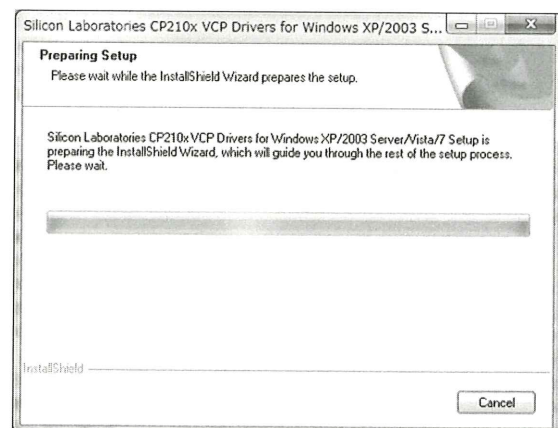 Silicon Laboratories CP210x VCP Drivers for Windows XP/2003 S...
Preparing Setup
Please wait while the InstallShield Wizard prepares the setup.
Silicon Laboratories CP210x VCP Drivers for Windows XP/2003 Server/Vista/7 Setup is
preparing the InstallShield Wizard, which will guide you through the rest of the setup process.
Please wait.
InstallShield
Cancel